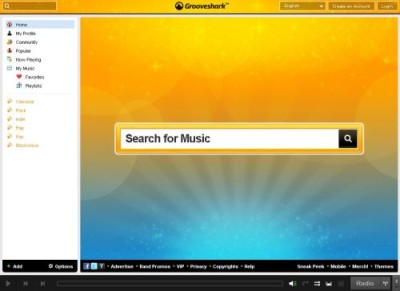 Grooveshark™
English
Create an Account
Login
Home
My Profile
Community
Popular
Now Playing
My Music
Favorites
Playlists
Classical
Rock
Indie
Rap
Pop
Electronica
Search for Music
Add
Options
• Advertise • Band Promos • VIP • Privacy • Copyrights • Help
Sneak Peek • Mobile • Merch! • Themes
Radio